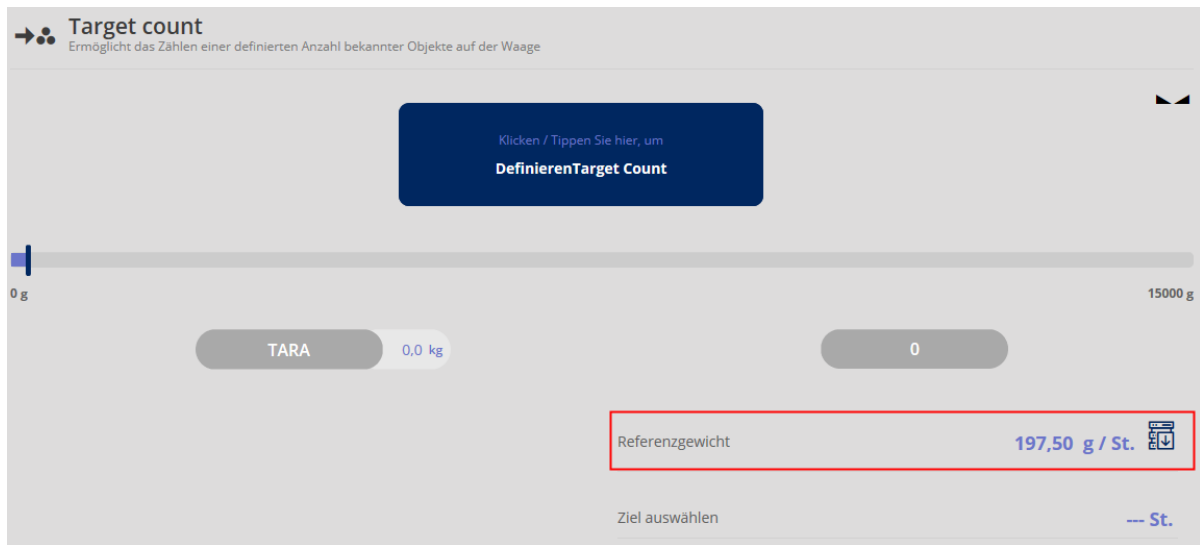 Target count
Ermöglicht das Zählen einer definierten Anzahl bekannter Objekte auf der Waage
Klicken / Tippen Sie hier, um
DefinierenTarget Count
0 g
15000 g
TARA
0,0 kg
0
Referenzgewicht
197,50 g / St.
Ziel auswählen
--- St.